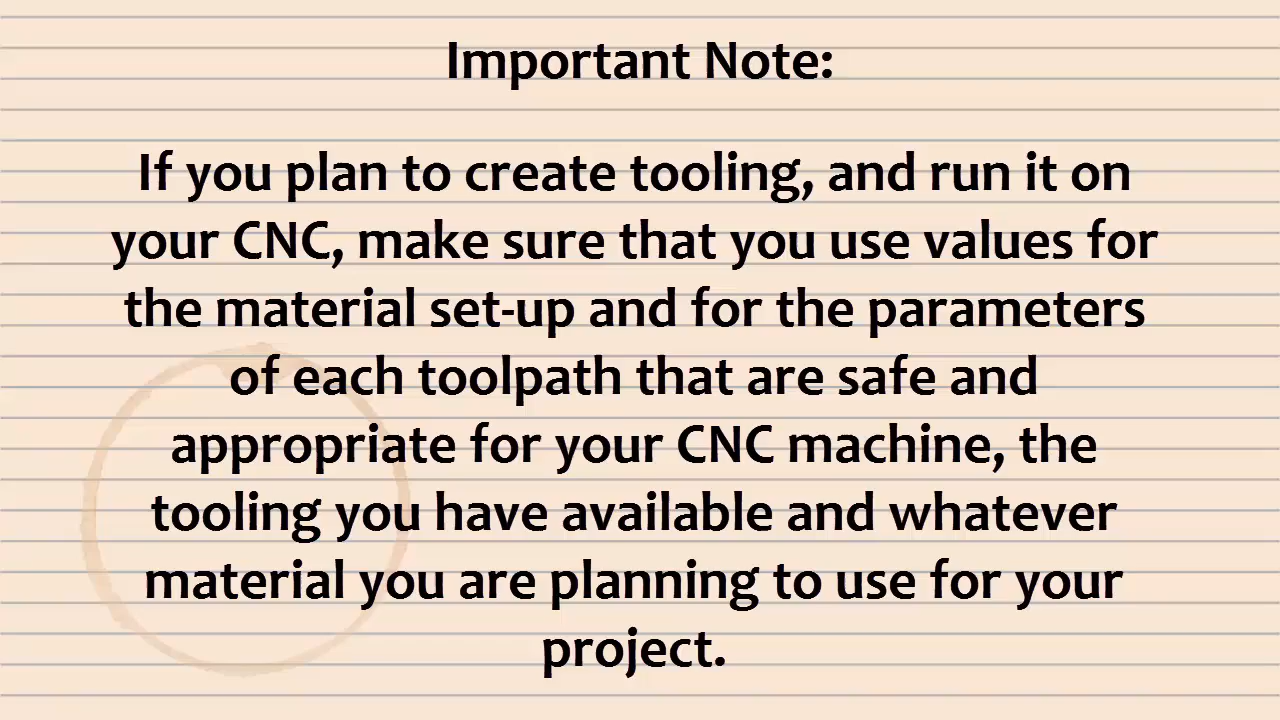 Important Note:
If you plan to create tooling, and run it on
your CNC, make sure that you use values for
the material set-up and for the parameters
of each toolpath that are safe and
appropriate for your CNC machine, the
tooling you have available and whatever
material you are planning to use for your
project.